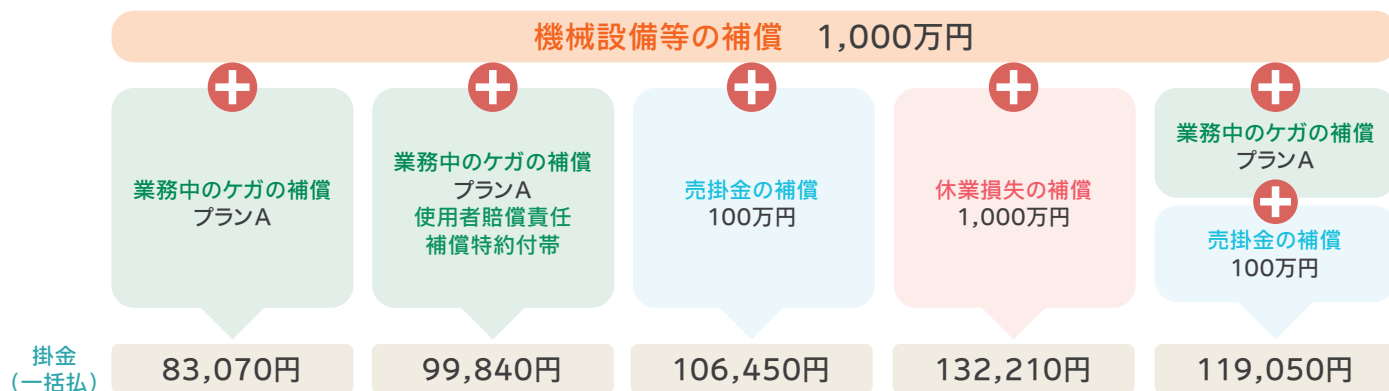 機械設備等の補償 1,000万円
業務中のケガの補償
プランA
業務中のケガの補償
プランA
使用者賠償責任
補償特約付帯
売掛金の補償
100万円
休業損失の補償
1,000万円
業務中のケガの補償
プランA
売掛金の補償
100万円
掛金
(一括払)
83,070円
99,840円
106,450円
132,210円
119,050円